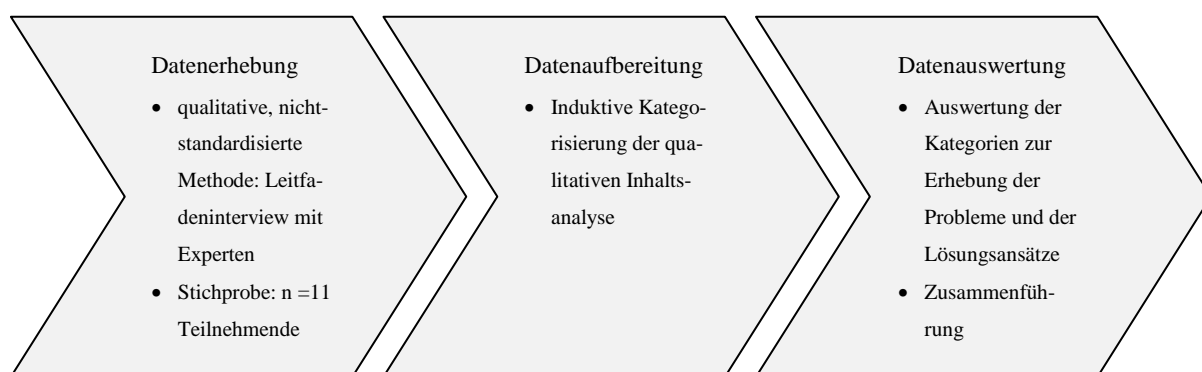 Datenerhebung
• qualitative, nicht-
standardisierte
Methode: Leitfa-
deninterview mit
Experten
• Stichprobe: n =11
Teilnehmende
Datenaufbereitung
• Induktive Katego-
risierung der qua-
litativen Inhalts-
analyse
Datenauswertung
• Auswertung der
Kategorien zur
Erhebung der
Probleme und der
Lösungsansätze
• Zusammenfüh-
rung